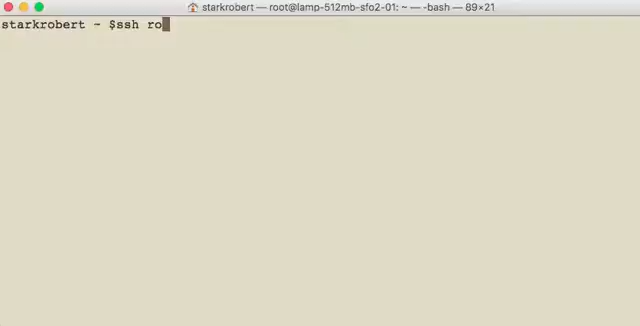 starkrobert — root@lamp-512mb-sfo2-01: ~ — -bash — 89×21
starkrobert ~ $ssh ro